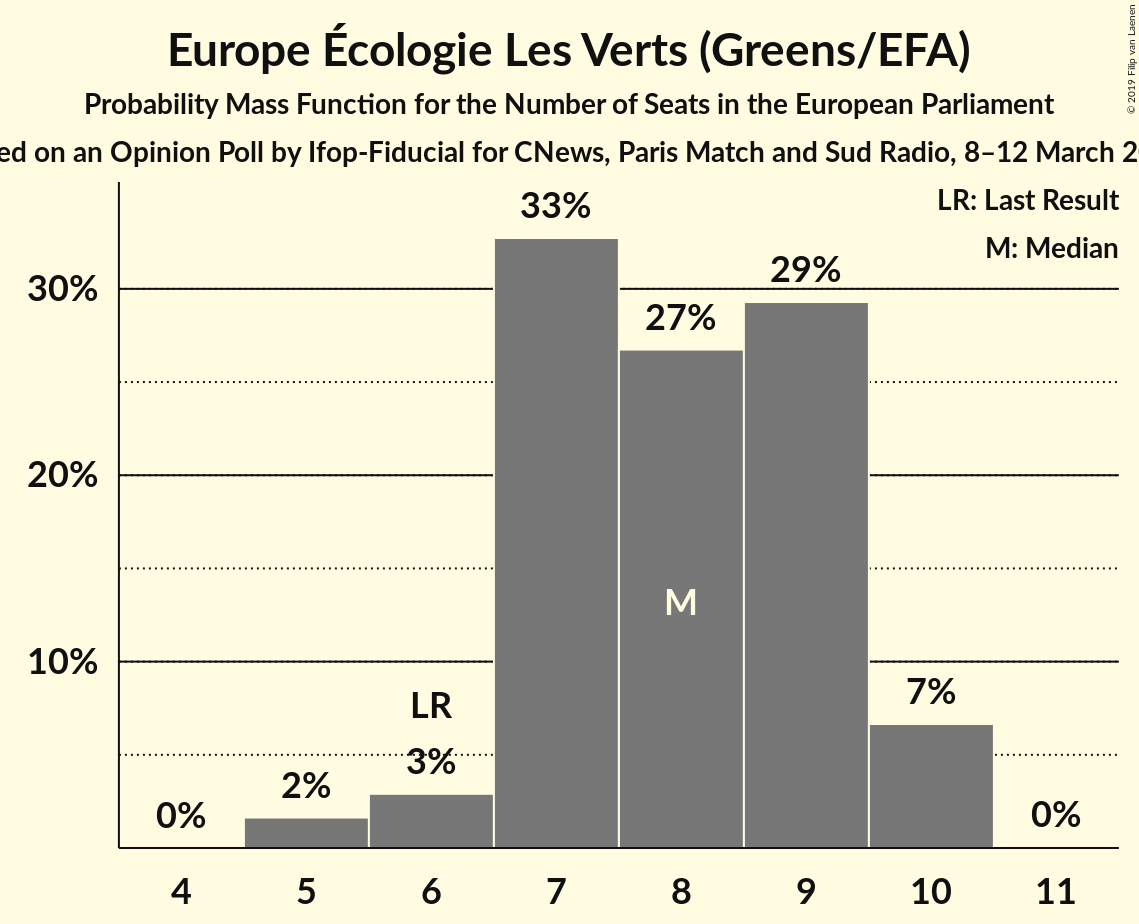 Europe Écologie Les Verts (Greens/EFA)
Probability Mass Function for the Number of Seats in the European Parliament
on an Opinion Poll by Ifop-Fiducial for CNews, Paris Match and Sud Radio, 8–12 March
© 2019 Filip van Laenen
LR: Last Result
M: Median
33%
29%
30%
27%
20%
M
10%
7%
LR
3%
2%
0%
0%
4 5 6 7 8 9 10 11